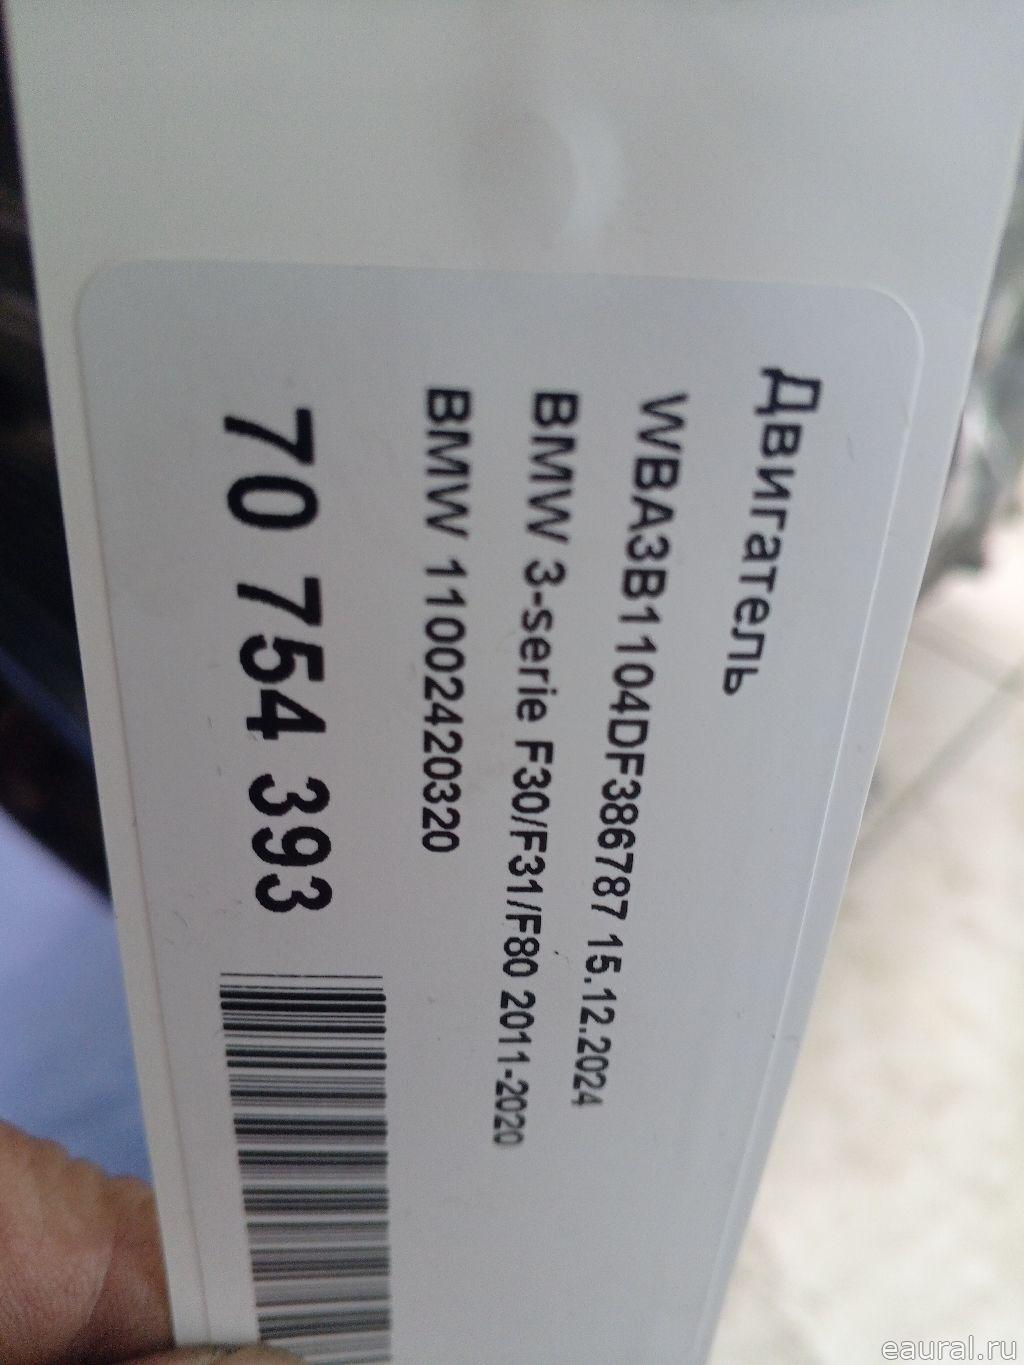 Двигатель
WBA3B1104DF386787 15.12.2024
BMW 3-serie F30/F31/F80 2011-2020
BMW 11002420320
70 754 393
eaural.ru